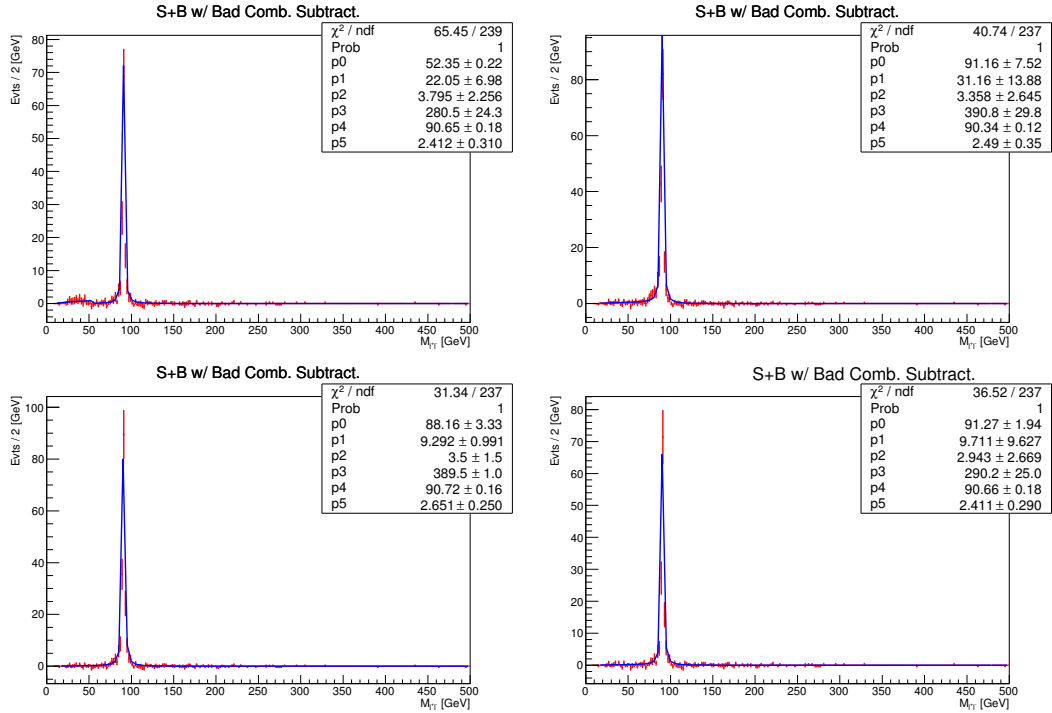 S+B w/ Bad Comb. Subtract.
χ² / ndf 65.45 / 239
Prob 1
p0 52.35 ± 0.22
p1 22.05 ± 6.98
p2 3.795 ± 2.256
p3 280.5 ± 24.3
p4 90.65 ± 0.18
p5 2.412 ± 0.310
Evts / 2 [GeV]
80
70
60
50
40
30
20
10
0
0 50 100 150 200 250 300 350 400 450 500
[GeV]
S+B w/ Bad Comb. Subtract.
χ² / ndf 40.74 / 237
Prob 1
p0 91.16 ± 7.52
p1 31.16 ± 13.88
p2 3.358 ± 2.645
p3 390.8 ± 29.8
p4 90.34 ± 0.12
p5 2.49 ± 0.35
Evts / 2 [GeV]
80
60
40
20
0
0 50 100 150 200 250 300 350 400 450 500
[GeV]
S+B w/ Bad Comb. Subtract.
χ² / ndf 31.34 / 237
Prob 1
p0 88.16 ± 3.33
p1 9.292 ± 0.991
p2 3.5 ± 1.5
p3 389.5 ± 1.0
p4 90.72 ± 0.16
p5 2.651 ± 0.250
Evts / 2 [GeV]
100
80
60
40
20
0
0 50 100 150 200 250 300 350 400 450 500
[GeV]
S+B w/ Bad Comb. Subtract.
χ² / ndf 36.52 / 237
Prob 1
p0 91.27 ± 1.94
p1 9.711 ± 9.627
p2 2.943 ± 2.669
p3 290.2 ± 25.0
p4 90.66 ± 0.18
p5 2.411 ± 0.290
Evts / 2 [GeV]
80
70
60
50
40
30
20
10
0
0 50 100 150 200 250 300 350 400 450 500
[GeV]